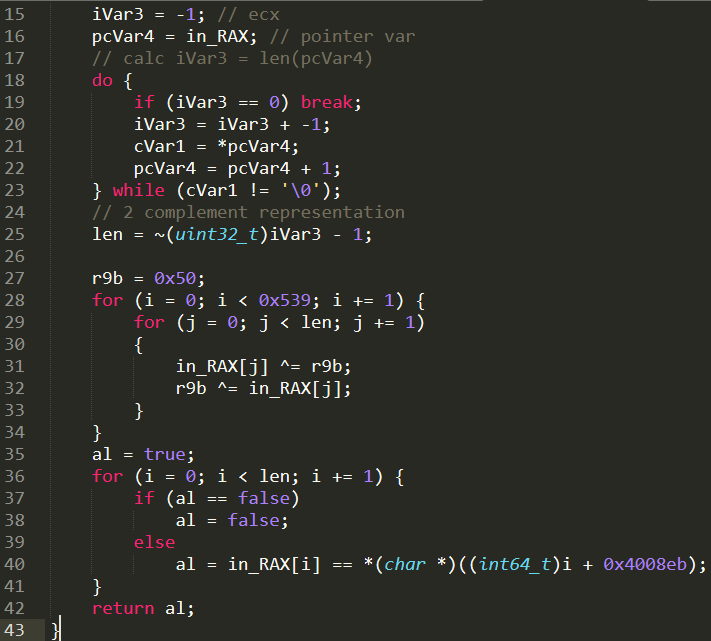 15 iVar3 = -1; // ecx
16 pcVar4 = in_RAX; // pointer var
17 // calc iVar3 = len(pcVar4)
18 do {
19 if (iVar3 == 0) break;
20 iVar3 = iVar3 + -1;
21 cVar1 = *pcVar4;
22 pcVar4 = pcVar4 + 1;
23 } while (cVar1 != '\0');
24 // 2 complement representation
25 len = ~(uint32_t)iVar3 - 1;
26
27 r9b = 0x50;
28 for (i = 0; i < 0x539; i += 1) {
29 for (j = 0; j < len; j += 1)
30 {
31 in_RAX[j] ^= r9b;
32 r9b ^= in_RAX[j];
33 }
34 }
35 al = true;
36 for (i = 0; i < len; i += 1) {
37 if (al == false)
38 al = false;
39 else
40 al = in_RAX[i] == *(char *)((int64_t)i + 0x4008eb);
41 }
42 return al;
43 }